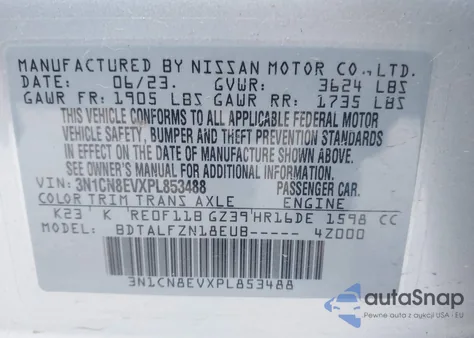 MANUFACTURED BY NISSAN MOTOR CO.,LTD.
DATE: 06/23. GVWR: 3624 LBS
GAWR FR: 1905 LBS GAWR RR: 1735 LBS
THIS VEHICLE CONFORMS TO ALL APPLICABLE FEDERAL MOTOR
VEHICLE SAFETY, BUMPER AND THEFT PREVENTION STANDARDS
IN EFFECT ON THE DATE OF MANUFACTURE SHOWN ABOVE.
SEE OWNER'S MANUAL FOR ADDITIONAL INFORMATION.
VIN: 3N1CN8EVXPL853488 PASSENGER CAR.
COLOR TRIM TRANS AXLE ENGINE
K23 K RE0F11B GZ39 HR16DE 1598 CC
MODEL: BDTALFZN18EUB----- 4Z000
3N1CN8EVXPL853488
autoSnap
Pewne auta z aukcji USA - EU